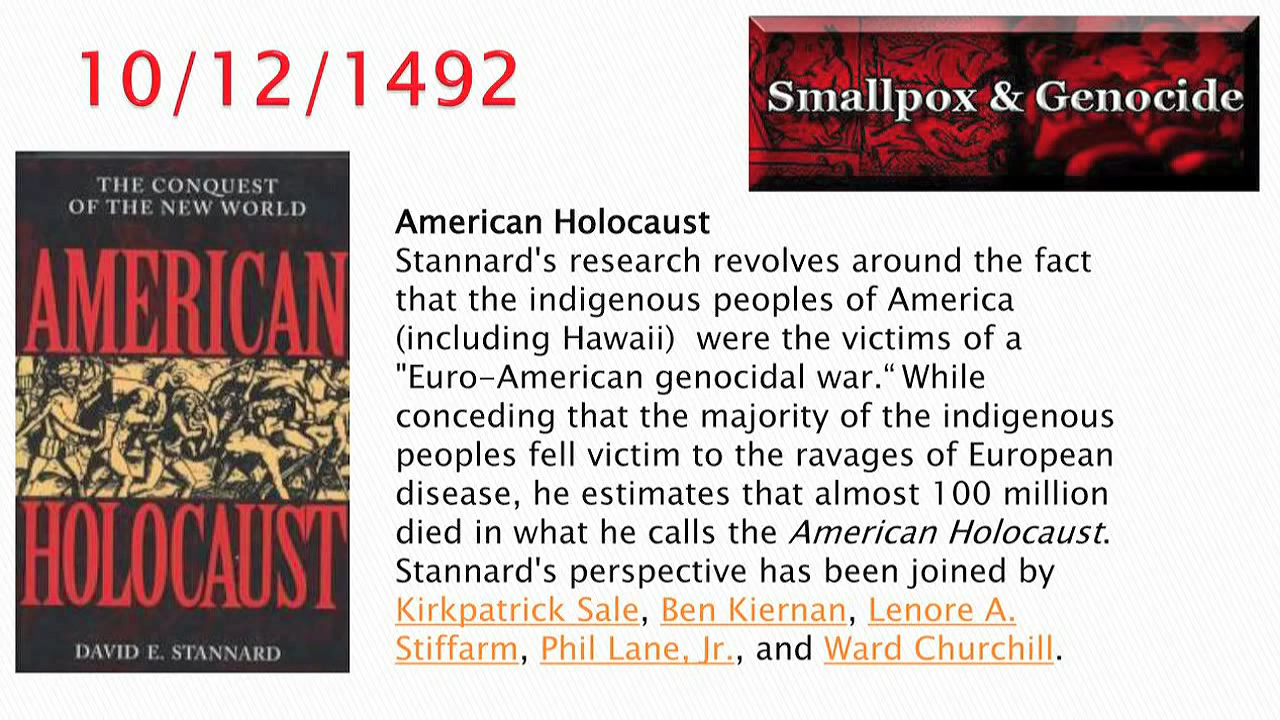 10/12/1492
Smallpox & Genocide
THE CONQUEST
OF THE NEW WORLD
AMERICAN
HOLOCAUST
DAVID E. STANNARD
American Holocaust
Stannard's research revolves around the fact
that the indigenous peoples of America
(including Hawaii)  were the victims of a
"Euro-American genocidal war.“ While
conceding that the majority of the indigenous
peoples fell victim to the ravages of European
disease, he estimates that almost 100 million
died in what he calls the American Holocaust.
Stannard's perspective has been joined by
Kirkpatrick Sale, Ben Kiernan, Lenore A.
Stiffarm, Phil Lane, Jr., and Ward Churchill.